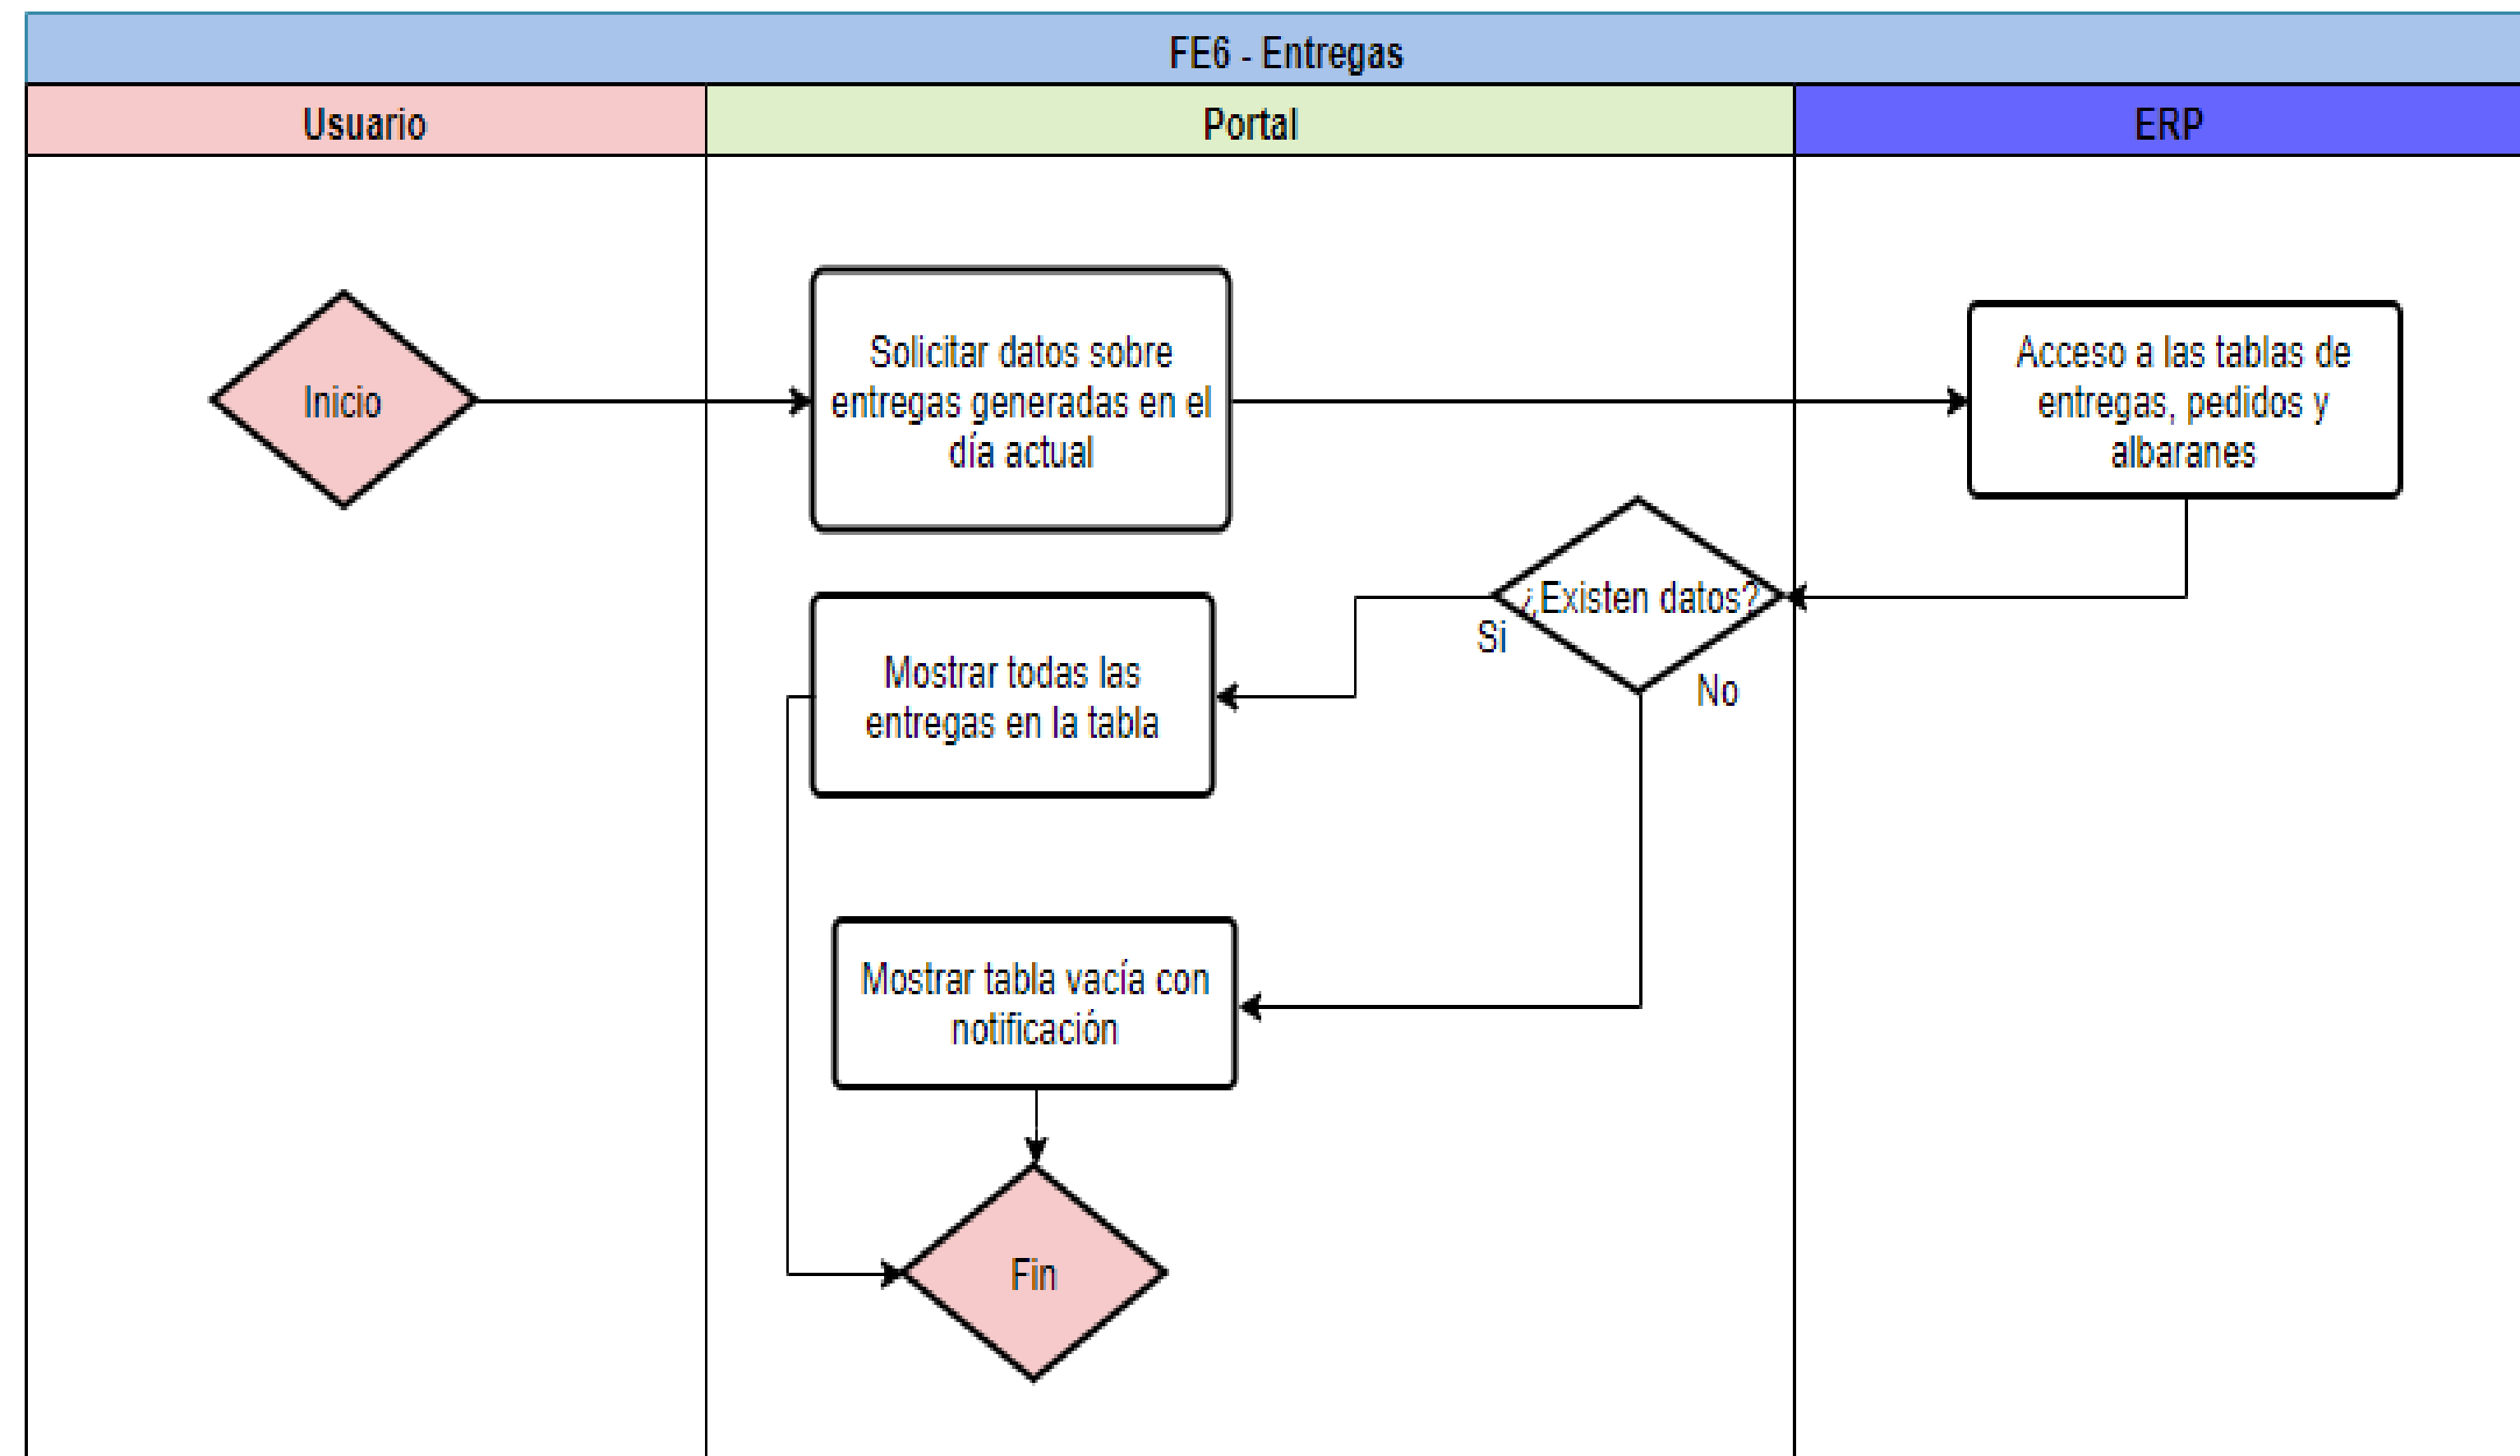 FE6 - Entregas
Usuario
Portal
ERP
Inicio
Solicitar datos sobre
entregas generadas en el
día actual
Acceso a las tablas de
entregas, pedidos y
albaranes
¿Existen datos?
Si
No
Mostrar todas las
entregas en la tabla
Mostrar tabla vacía con
notificación
Fin